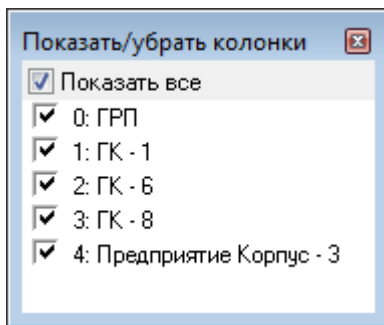 Показать/убрать колонки
Показать все
0: ГРП
1: ГК - 1
2: ГК - 6
3: ГК - 8
4: Предприятие Корпус - 3